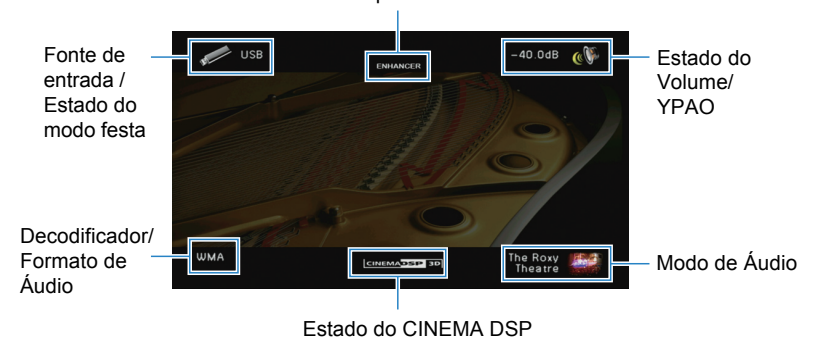 Fonte de
entrada /
Estado do
modo festa
USB
ENHANCER
-40.0dB
Estado do
Volume/
YPAO
Decodificador/
Formato de
Áudio
WMA
CINEMA DSP 3D
The Roxy
Theatre
Modo de Áudio
Estado do CINEMA DSP